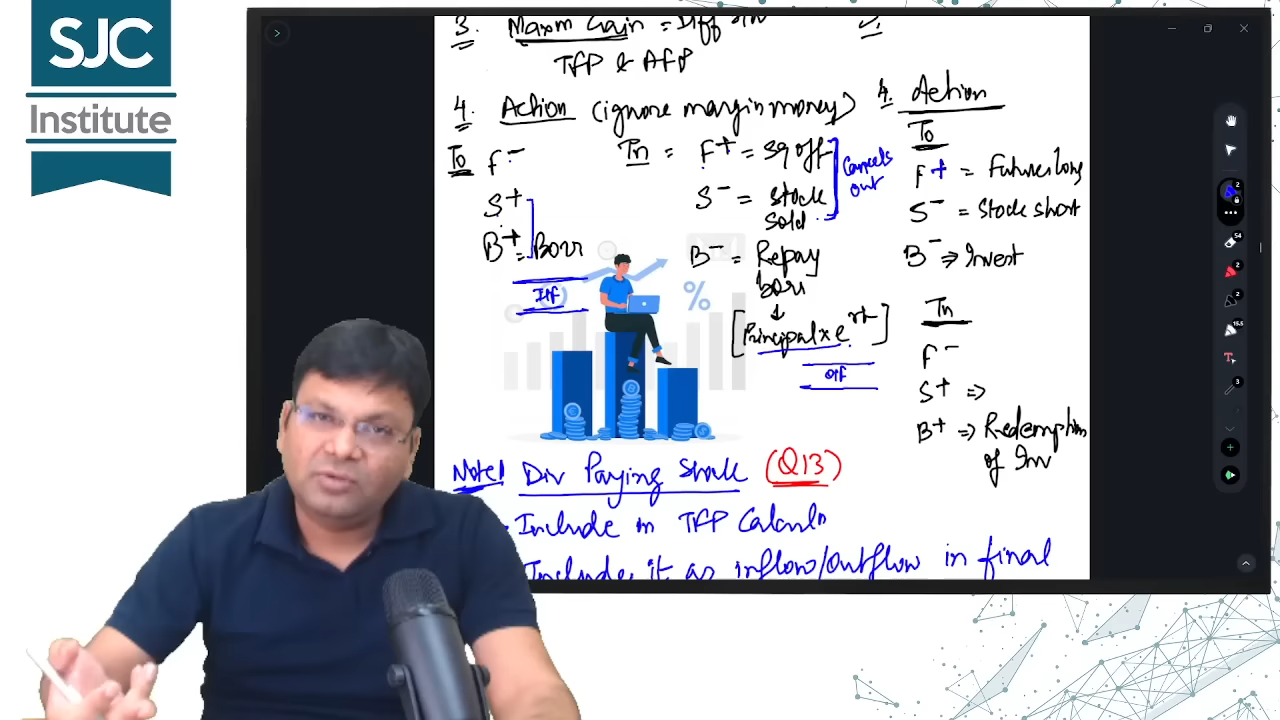 SJC
Institute
3. Maxm Gain = Diff
TFP & AFP
4. Action (ignore margin money)
To F-
S+
B+ = Borr
I/f
Tn = F+ = sq off
S- = Stock
sold
Cancels
out
B- = Repay
borr
[Principal x e^rt]
O/f
4. Action
To
F+ = Future Long
S- = Stock short
B- => Invest
Tn
F-
S+ =>
B+ => Redemption
of Inv
%
Note! Div Paying Stock (Q13)
- Include in TFP Calculn
Include it as inflow/outflow in final